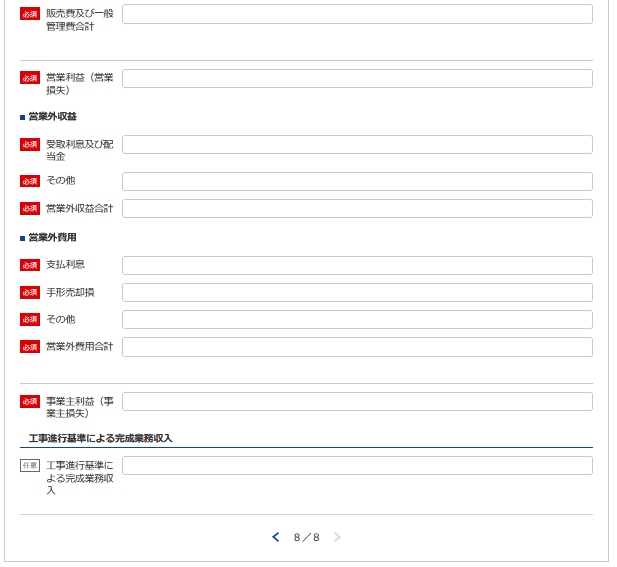 必須 販売費及び一般
管理費合計
必須 営業利益（営業
損失）
営業外収益
必須 受取利息及び配
当金
必須 その他
必須 営業外収益合計
営業外費用
必須 支払利息
必須 手形売却損
必須 その他
必須 営業外費用合計
必須 事業主利益（事
業主損失）
工事進行基準による完成業務収入
任意 工事進行基準に
よる完成業務収
入
8／8